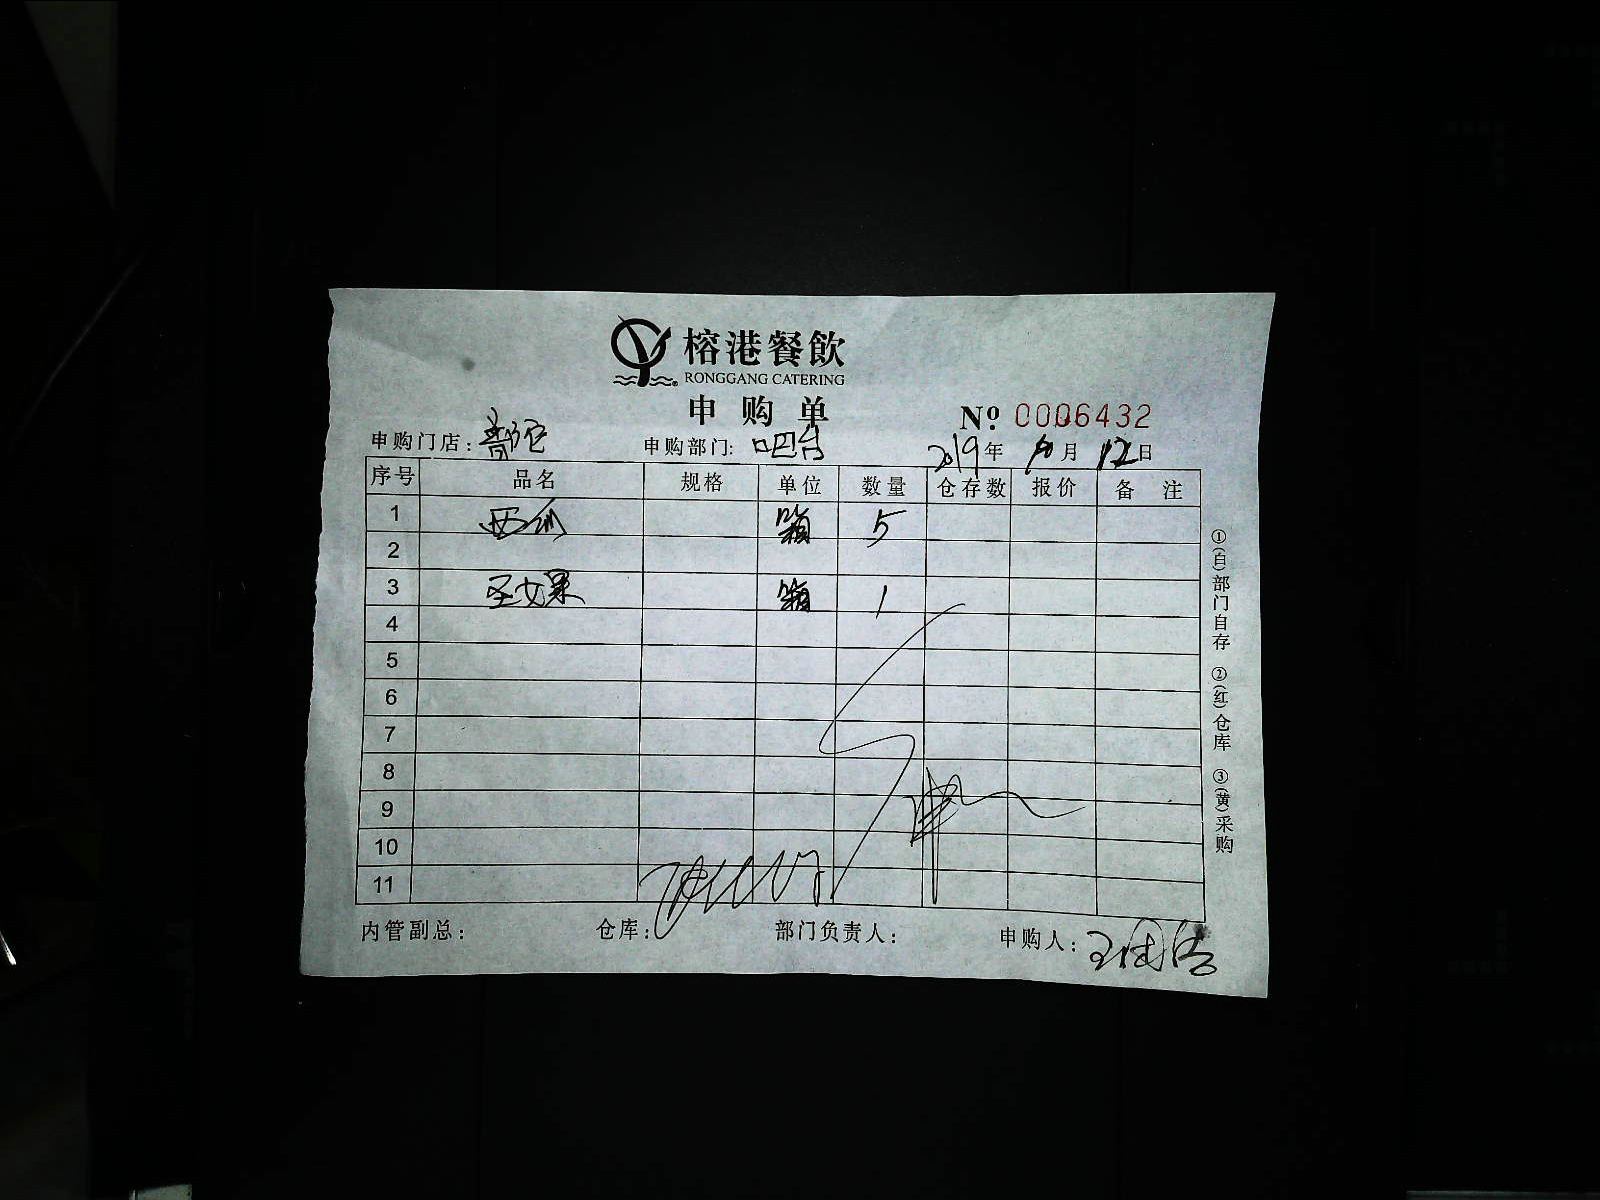 榕港餐飲
RONGGANG CATERING
申购单
Nº 0006432
申购门店：普陀 申购部门：吧台 2019年10月12日
序号 品名 规格 单位 数量 仓存数 报价 备注
1 西瓜 箱 5
2
3 圣女果 箱 1
4
5
6
7
8
9
10
11
内管副总： 仓库： 部门负责人： 申购人：
①(白)部门自存 ②(红)仓库 ③(黄)采购